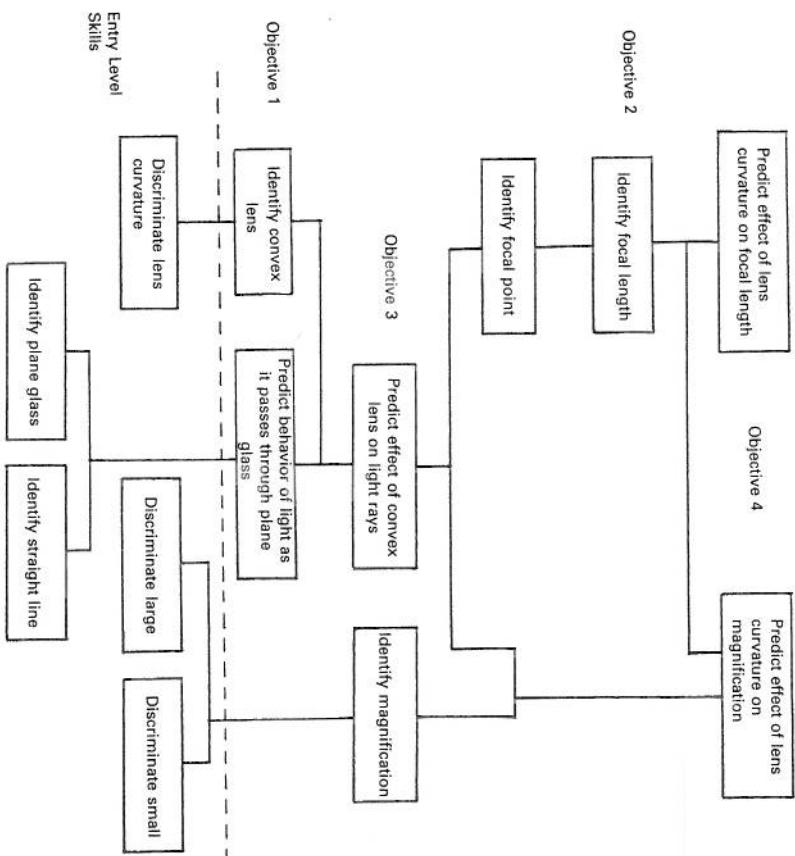 Objective 4
Predict effect of lens
curvature on focal length
Predict effect of lens
curvature on
magnification
Objective 2
Identify focal length
Identify focal point
Objective 3
Predict effect of convex
lens on light rays
Identify magnification
Objective 1
Identify convex
lens
Predict behavior of light as
it passes through plane
glass
Entry Level
Skills
Discriminate lens
curvature
Discriminate large
Discriminate small
Identify plane glass
Identify straight line